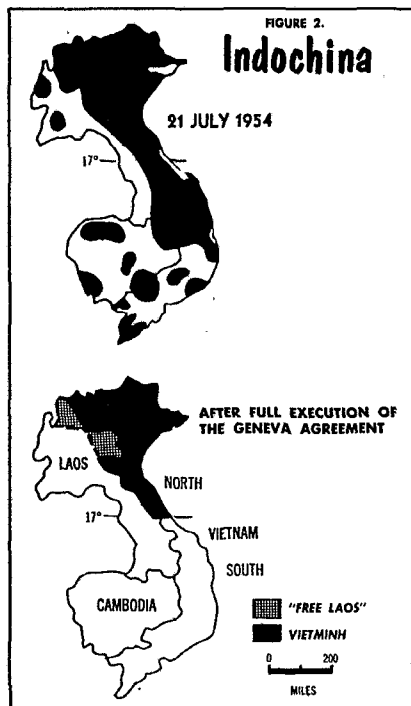 FIGURE 2.
Indochina
21 JULY 1954
17°
AFTER FULL EXECUTION OF
THE GENEVA AGREEMENT
LAOS
NORTH
17°
VIETNAM
SOUTH
CAMBODIA
"FREE LAOS"
VIETMINH
0 200
MILES